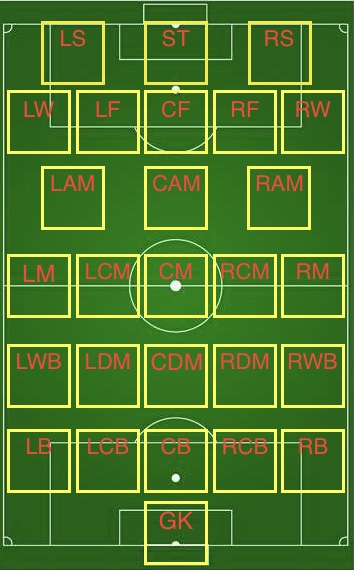 LS ST RS
LW LF CF RF RW
LAM CAM RAM
LM LCM CM RCM RM
LWB LDM CDM RDM RWB
LB LCB CB RCB RB
GK